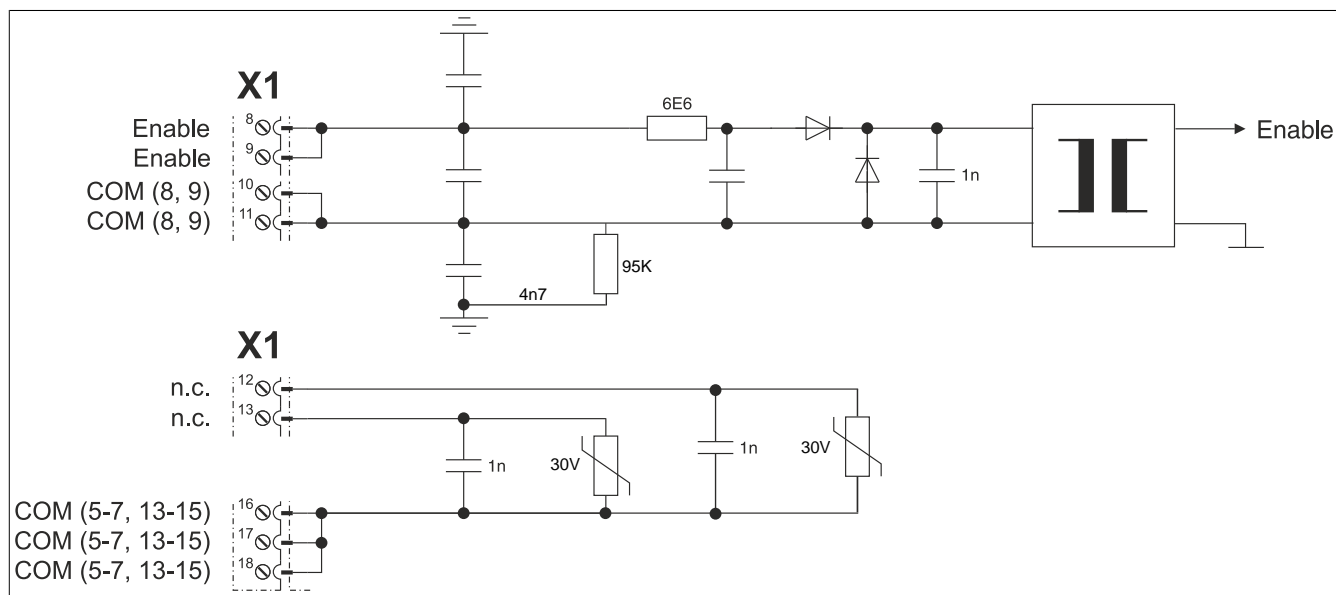 X1
Enable 8
Enable 9
COM (8, 9) 10
COM (8, 9) 11
6E6
1n
Enable
95K
4n7
X1
n.c. 12
n.c. 13
1n
30V
1n
30V
COM (5-7, 13-15) 16
COM (5-7, 13-15) 17
COM (5-7, 13-15) 18